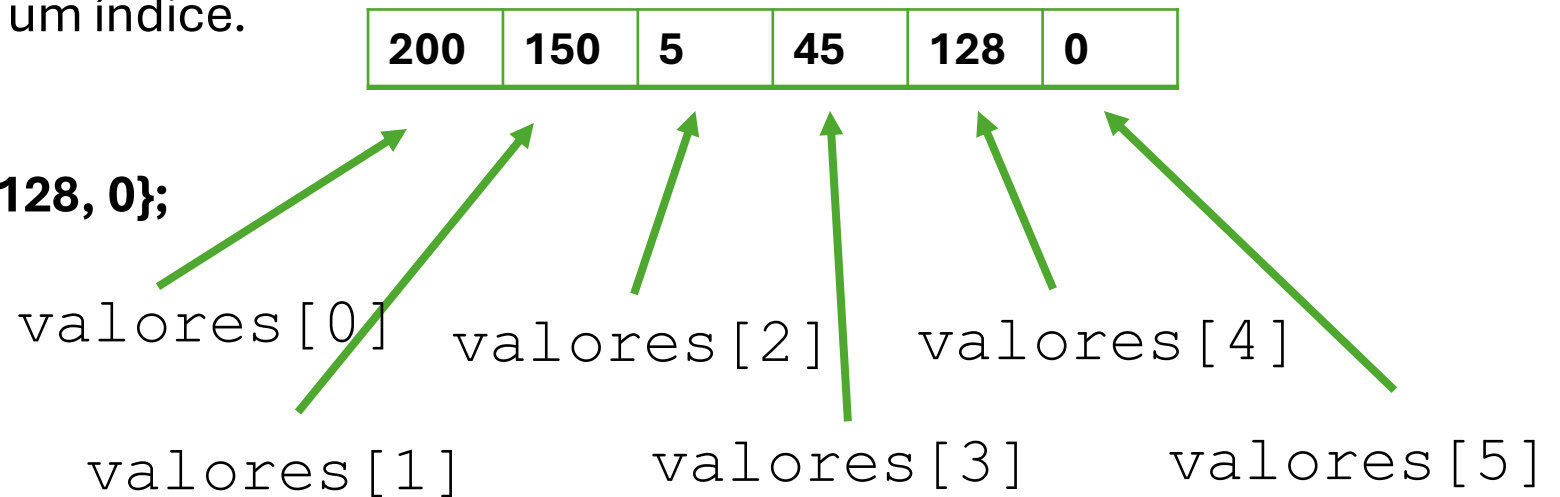 um índice.
200 150 5 45 128 0
128, 0};
valores[0]
valores[2]
valores[4]
valores[1]
valores[3]
valores[5]